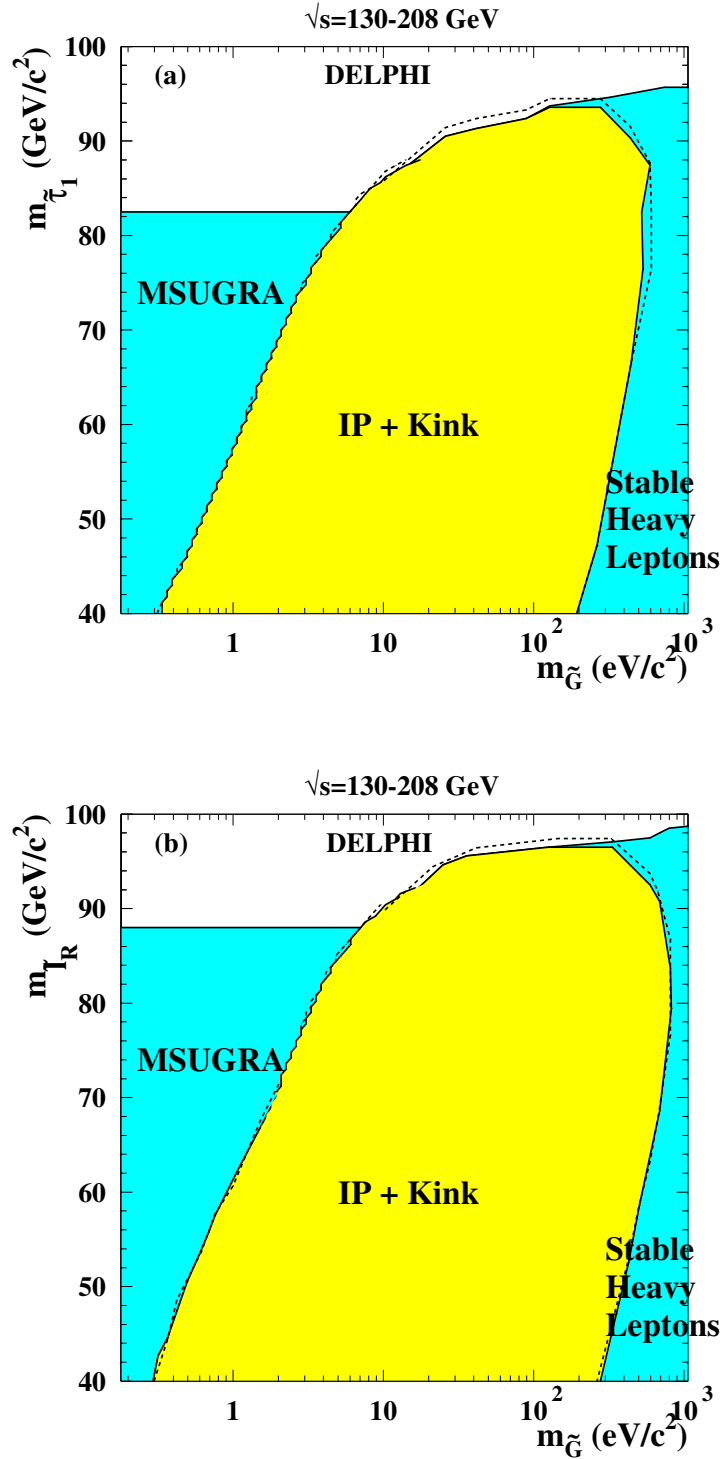 √s=130-208 GeV
m_τ̃₁ ((GeV/c²)
100
(a)
DELPHI
90
80
MSUGRA
70
60
IP + Kink
50
Stable
Heavy
Leptons
40
1
10
10²
10³
m_G̃ (eV/c²)
√s=130-208 GeV
m_l̃_R ((GeV/c²)
100
(b)
DELPHI
90
80
MSUGRA
70
60
IP + Kink
50
Stable
Heavy
Leptons
40
1
10
10²
10³
m_G̃ (eV/c²)